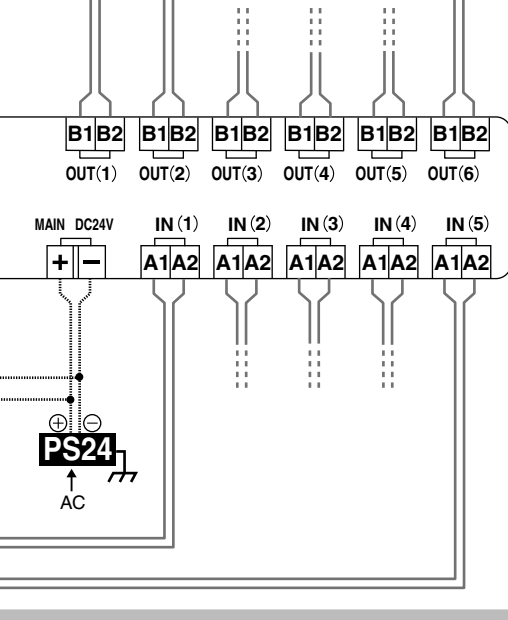 B1 B2 B1 B2 B1 B2 B1 B2 B1 B2 B1 B2
OUT(1) OUT(2) OUT(3) OUT(4) OUT(5) OUT(6)
MAIN DC24V IN(1) IN(2) IN(3) IN(4) IN(5)
+ − A1 A2 A1 A2 A1 A2 A1 A2 A1 A2
⊕ ⊖
PS24
AC